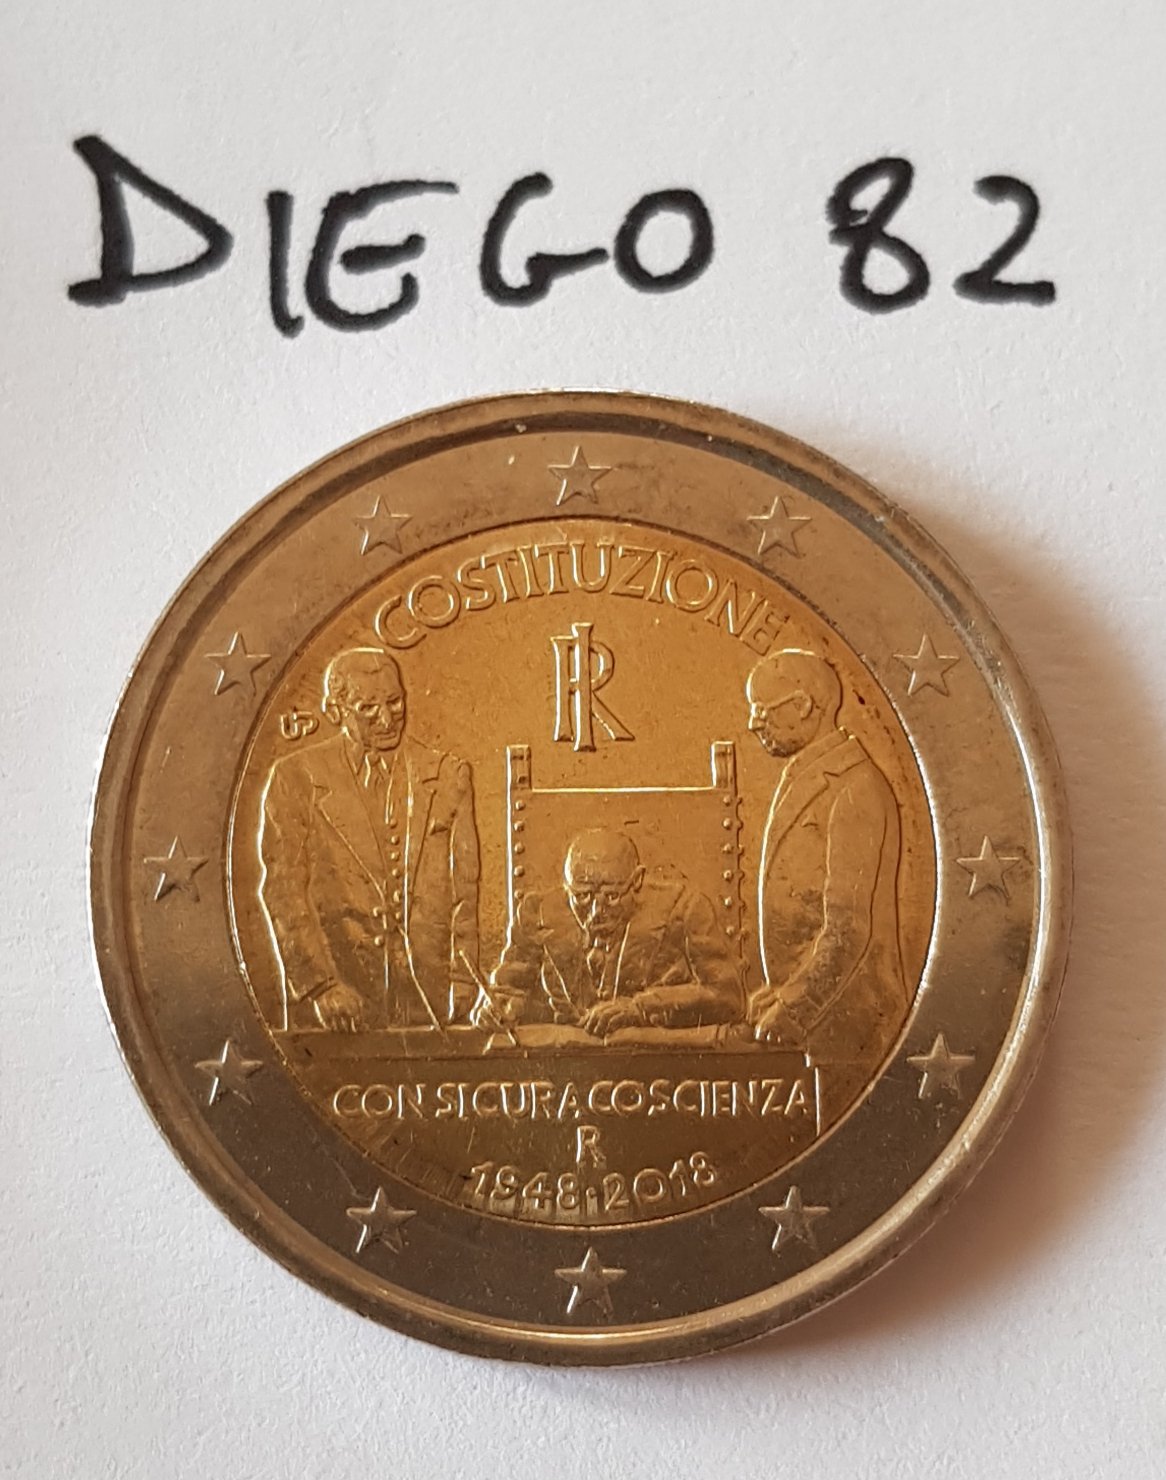 DIEGO 82
COSTITUZIONE
RI
CON SICURA COSCIENZA
R
1948·2018